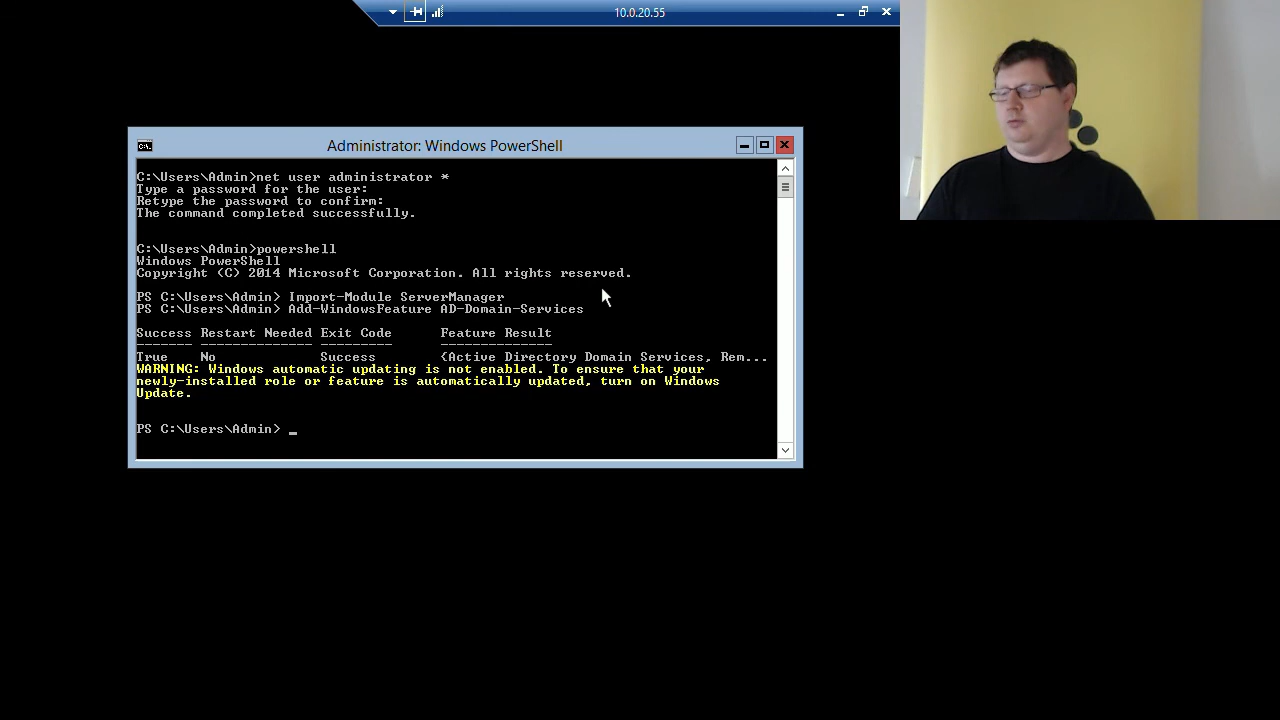 10.0.20.55
Administrator: Windows PowerShell
C:\Users\Admin>net user administrator *
Type a password for the user:
Retype the password to confirm:
The command completed successfully.
C:\Users\Admin>powershell
Windows PowerShell
Copyright (C) 2014 Microsoft Corporation. All rights reserved.
PS C:\Users\Admin> Import-Module ServerManager
PS C:\Users\Admin> Add-WindowsFeature AD-Domain-Services
Success Restart Needed Exit Code      Feature Result
------- -------------- ---------      --------------
True    No             Success        {Active Directory Domain Services, Rem...
WARNING: Windows automatic updating is not enabled. To ensure that your
newly-installed role or feature is automatically updated, turn on Windows
Update.
PS C:\Users\Admin> _